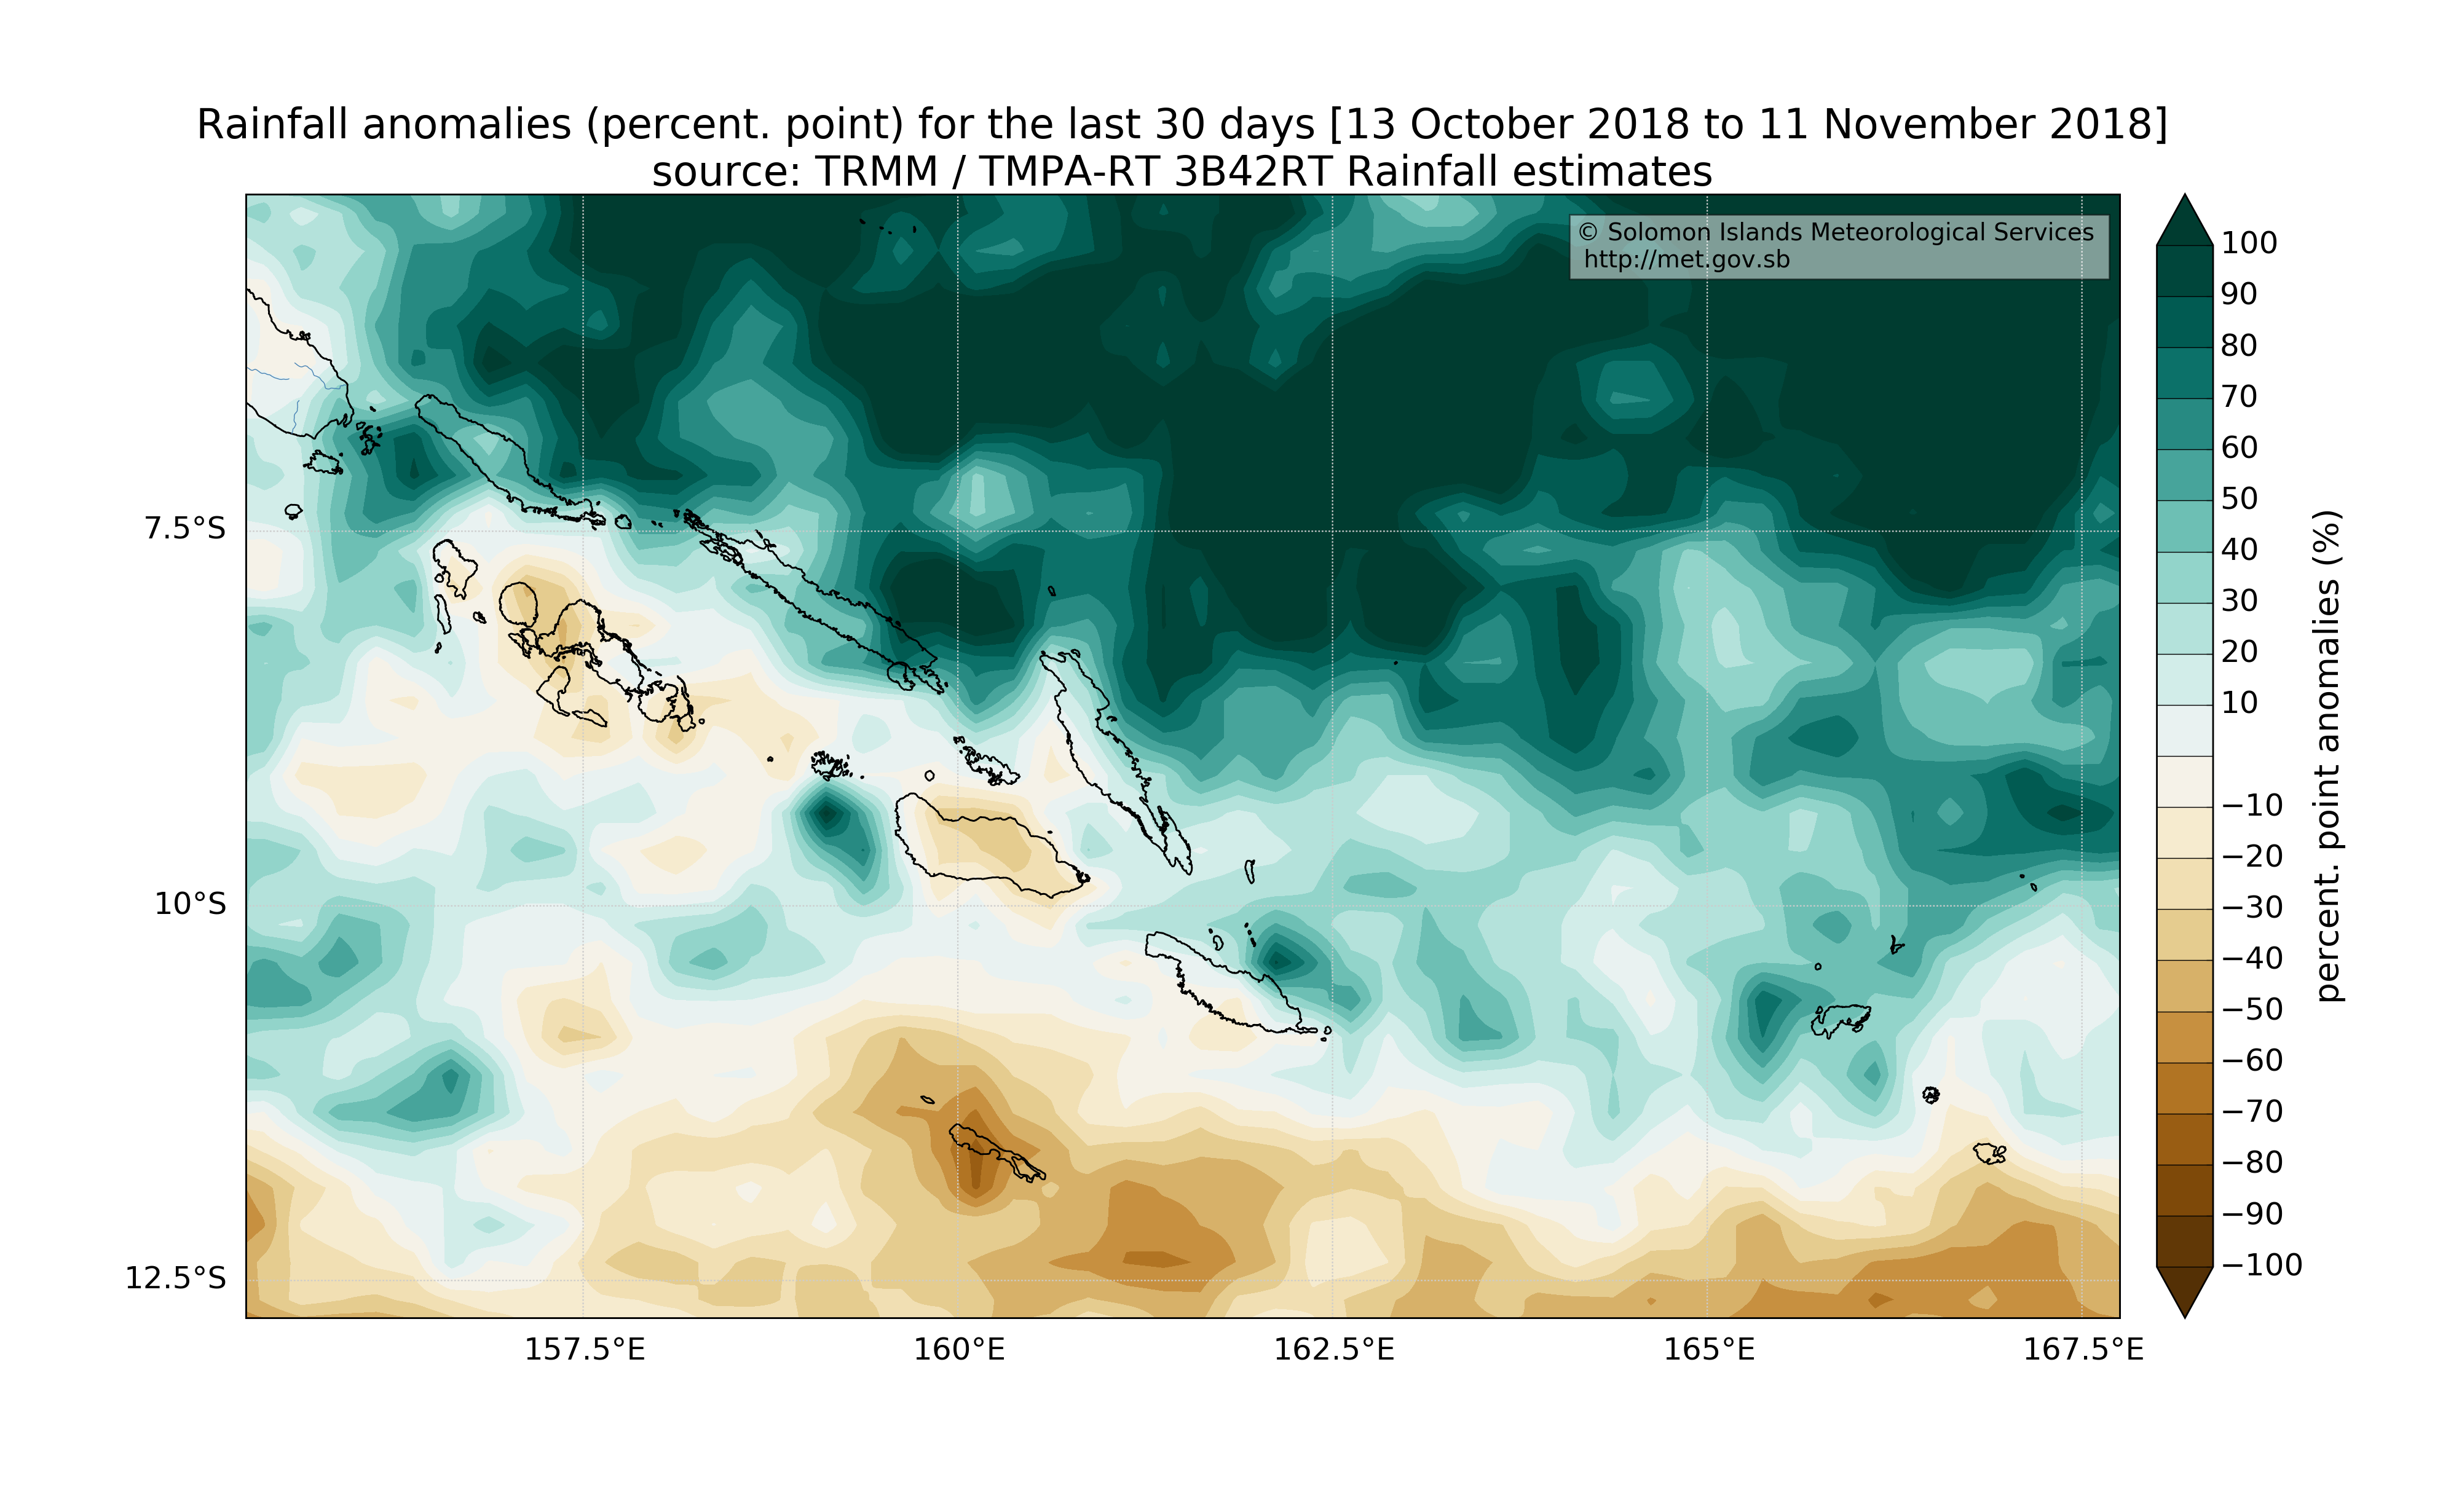 Rainfall anomalies (percent. point) for the last 30 days [13 October 2018 to 11 November 2018]
source: TRMM / TMPA-RT 3B42RT Rainfall estimates
© Solomon Islands Meteorological Services
http://met.gov.sb
7.5°S
10°S
12.5°S
157.5°E
160°E
162.5°E
165°E
167.5°E
100
90
80
70
60
50
40
30
20
10
−10
−20
−30
−40
−50
−60
−70
−80
−90
−100
percent. point anomalies (%)